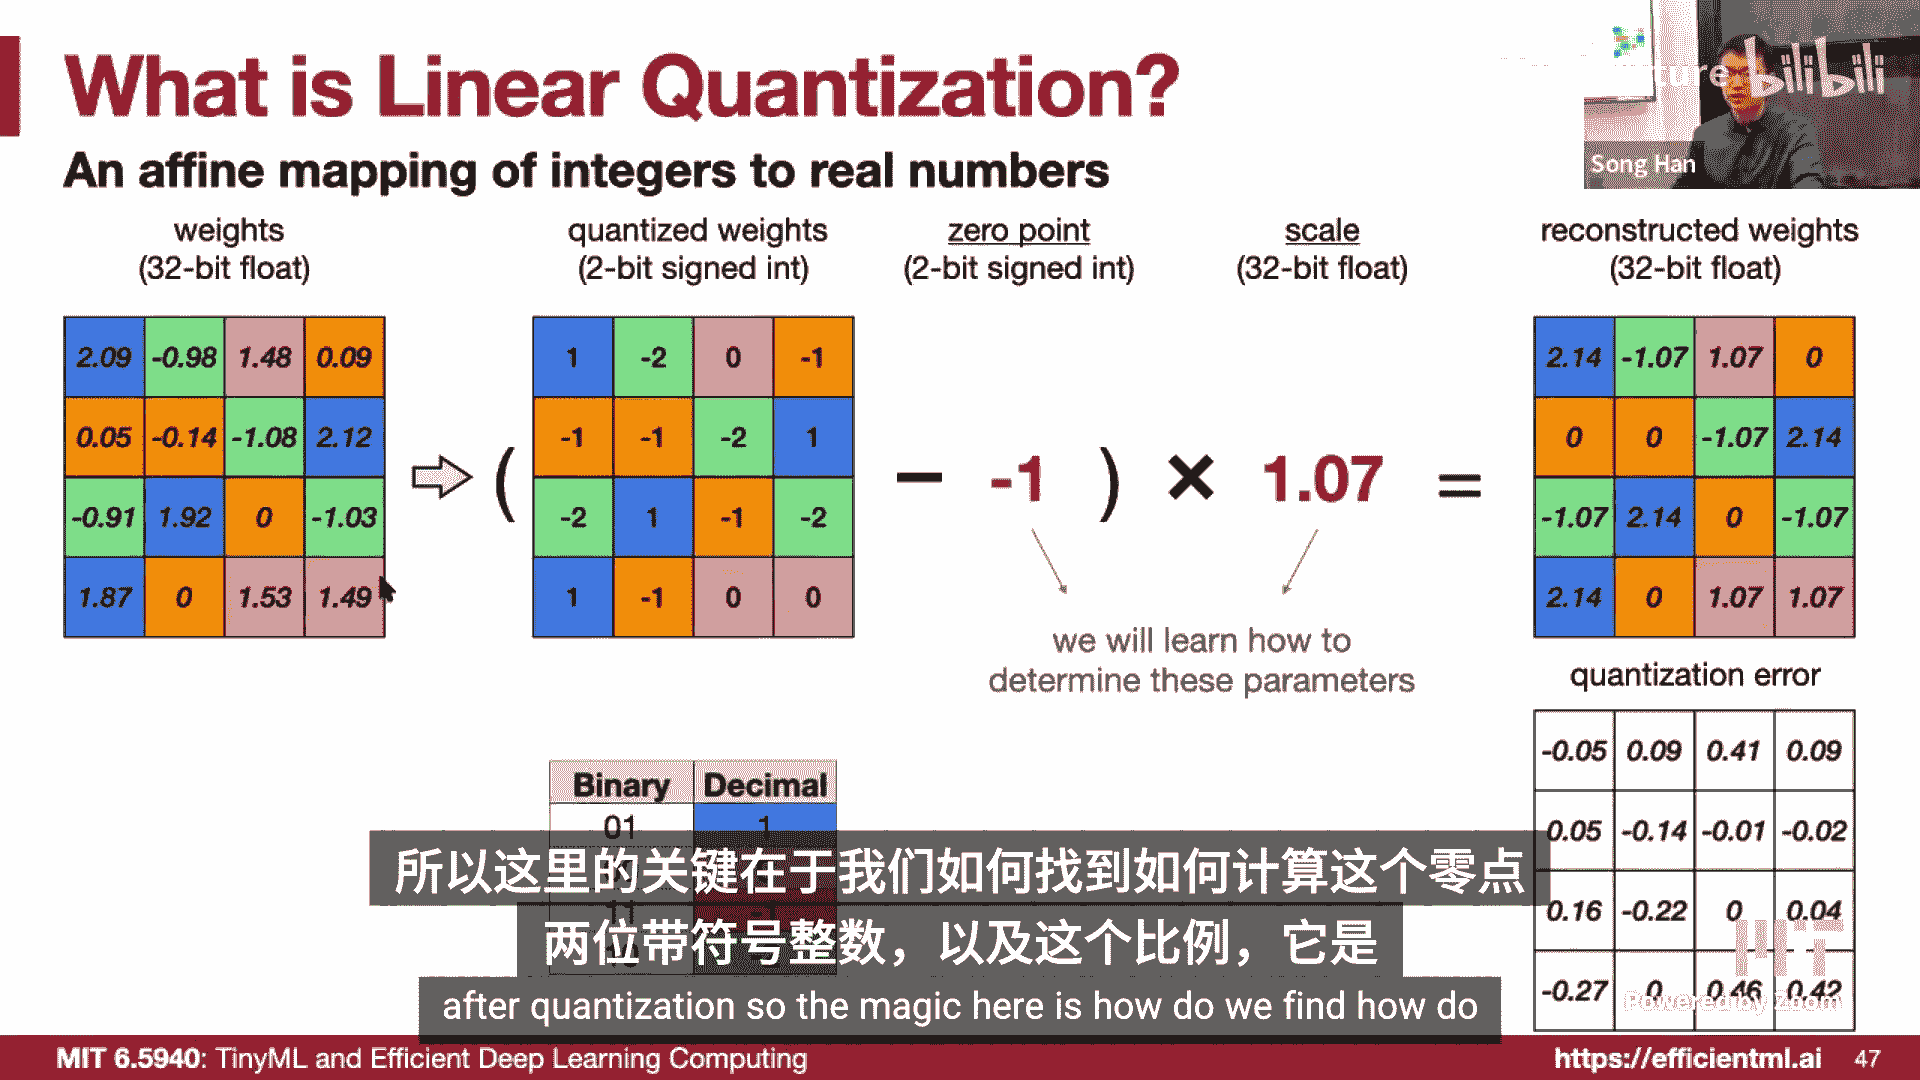 What is Linear Quantization?
bilibili
Song Han
An affine mapping of integers to real numbers
weights
(32-bit float)
quantized weights
(2-bit signed int)
zero point
(2-bit signed int)
scale
(32-bit float)
reconstructed weights
(32-bit float)
2.09 -0.98 1.48 0.09
0.05 -0.14 -1.08 2.12
-0.91 1.92 0 -1.03
1.87 0 1.53 1.49
(
1 -2 0 -1
-1 -1 -2 1
-2 1 -1 -2
1 -1 0 0
− -1 ) × 1.07 =
2.14 -1.07 1.07 0
0 0 -1.07 2.14
-1.07 2.14 0 -1.07
2.14 0 1.07 1.07
we will learn how to
determine these parameters
quantization error
-0.05 0.09 0.41 0.09
0.05 -0.14 -0.01 -0.02
0.16 -0.22 0 0.04
-0.27 0 0.46 0.42
Binary Decimal
01 1
所以这里的关键在于我们如何找到如何计算这个零点
两位带符号整数，以及这个比例，它是
after quantization so the magic here is how do we find how do
MIT
Powered by Zoom
MIT 6.5940: TinyML and Efficient Deep Learning Computing
https://efficientml.ai 47